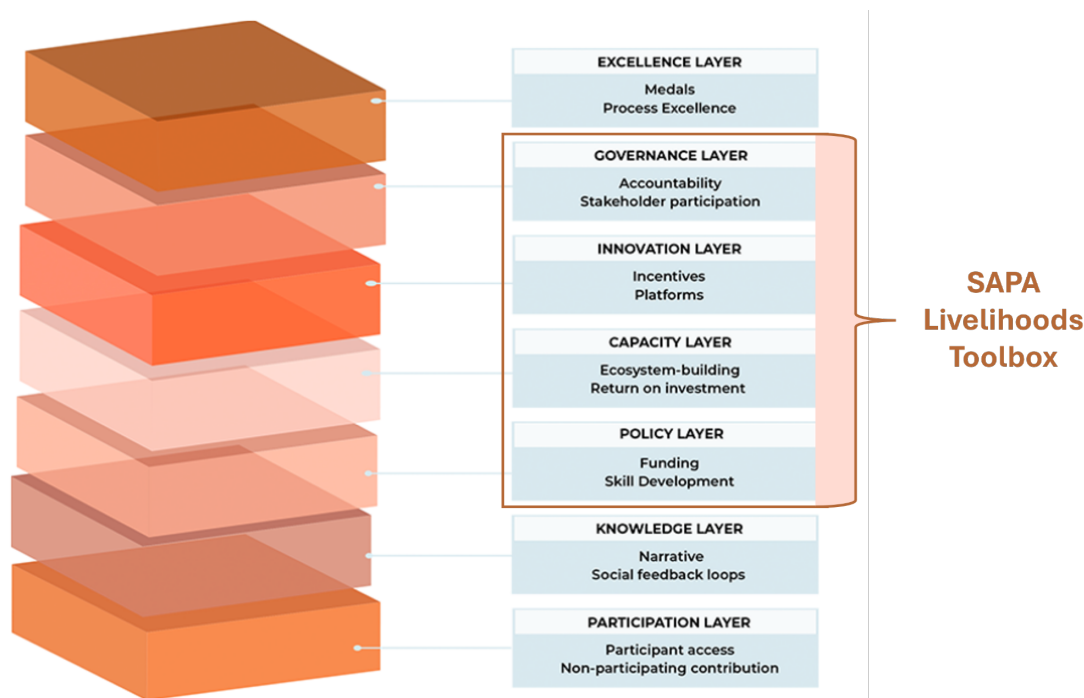 EXCELLENCE LAYER
Medals
Process Excellence
GOVERNANCE LAYER
Accountability
Stakeholder participation
INNOVATION LAYER
Incentives
Platforms
CAPACITY LAYER
Ecosystem-building
Return on investment
POLICY LAYER
Funding
Skill Development
KNOWLEDGE LAYER
Narrative
Social feedback loops
PARTICIPATION LAYER
Participant access
Non-participating contribution
SAPA
Livelihoods
Toolbox